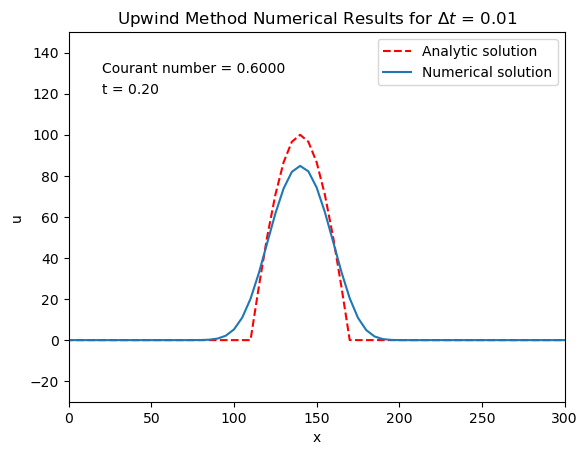 Upwind Method Numerical Results for Δt = 0.01
Courant number = 0.6000
t = 0.20
Analytic solution
Numerical solution
u
140
120
100
80
60
40
20
0
−20
0 50 100 150 200 250 300
x